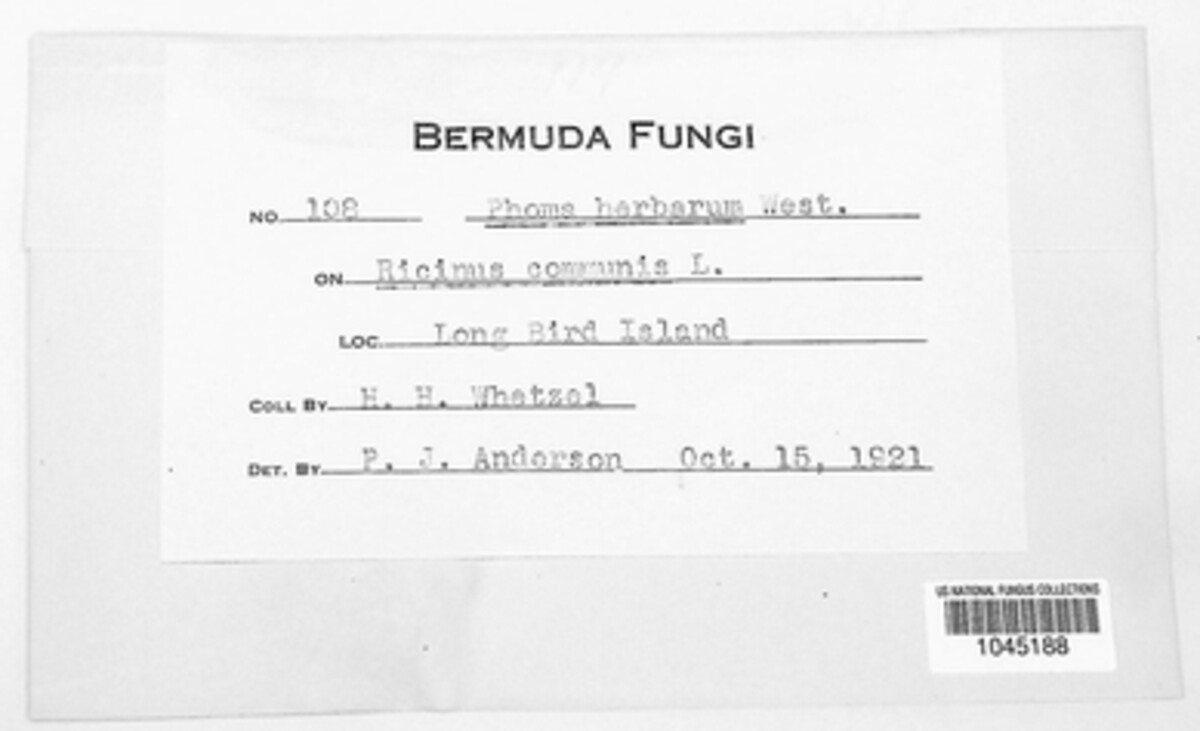 BERMUDA FUNGI
NO. 108 Phoma herbarum West.
ON Ricinus communis L.
LOC. Long Bird Island
COLL BY H. H. Whetzel
DET. BY P. J. Anderson Oct. 15, 1921
US NATIONAL FUNGUS COLLECTIONS
1045188